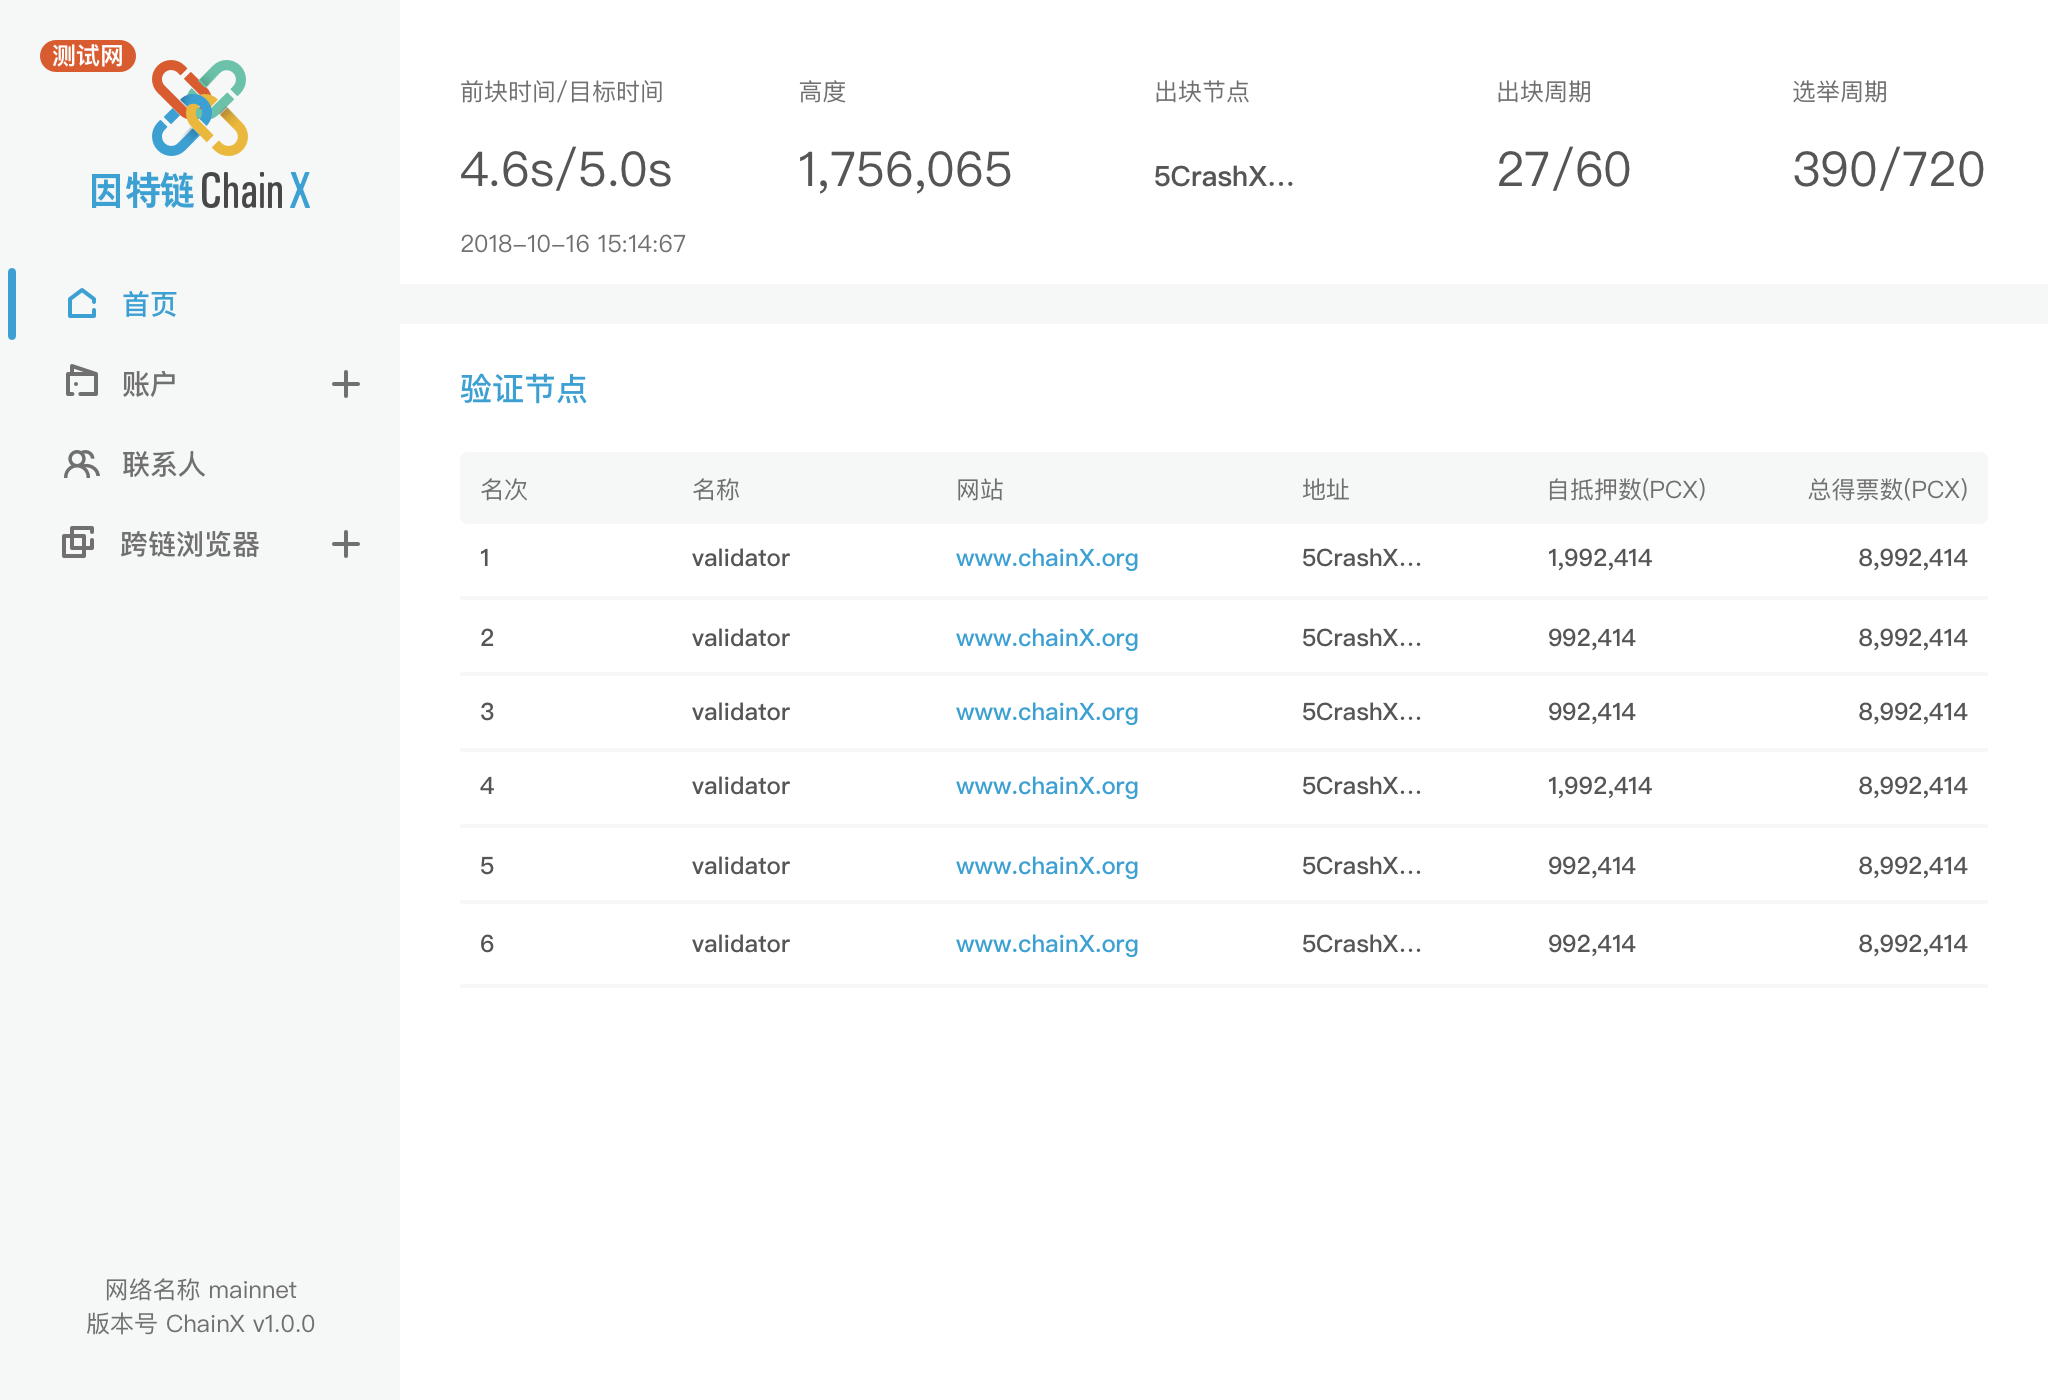 测试网
因特链 ChainX
首页
账户
联系人
跨链浏览器
网络名称 mainnet
版本号 ChainX v1.0.0
前块时间/目标时间 高度 出块节点 出块周期 选举周期
4.6s/5.0s 1,756,065 5CrashX... 27/60 390/720
2018-10-16 15:14:67
验证节点
名次 名称 网站 地址 自抵押数(PCX) 总得票数(PCX)
1 validator www.chainX.org 5CrashX... 1,992,414 8,992,414
2 validator www.chainX.org 5CrashX... 992,414 8,992,414
3 validator www.chainX.org 5CrashX... 992,414 8,992,414
4 validator www.chainX.org 5CrashX... 1,992,414 8,992,414
5 validator www.chainX.org 5CrashX... 992,414 8,992,414
6 validator www.chainX.org 5CrashX... 992,414 8,992,414